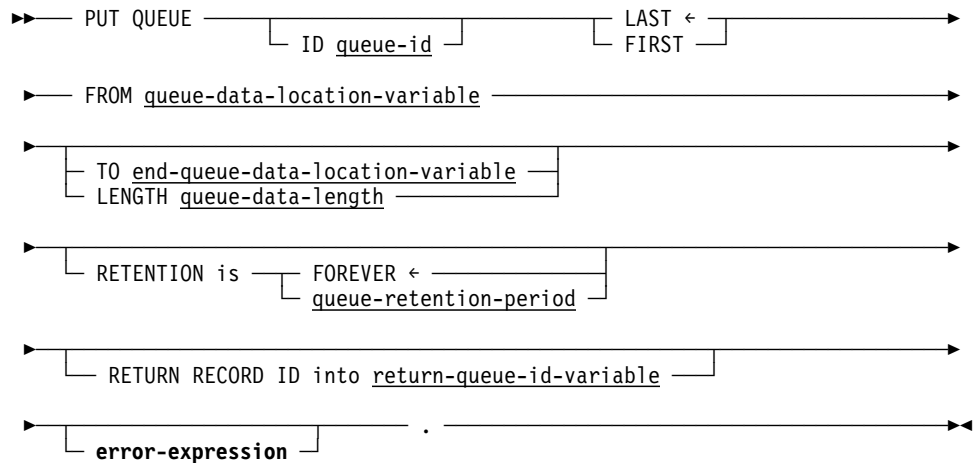 PUT QUEUE LAST ←
ID queue-id FIRST
FROM queue-data-location-variable
TO end-queue-data-location-variable
LENGTH queue-data-length
RETENTION is FOREVER ←
queue-retention-period
RETURN RECORD ID into return-queue-id-variable
.
error-expression